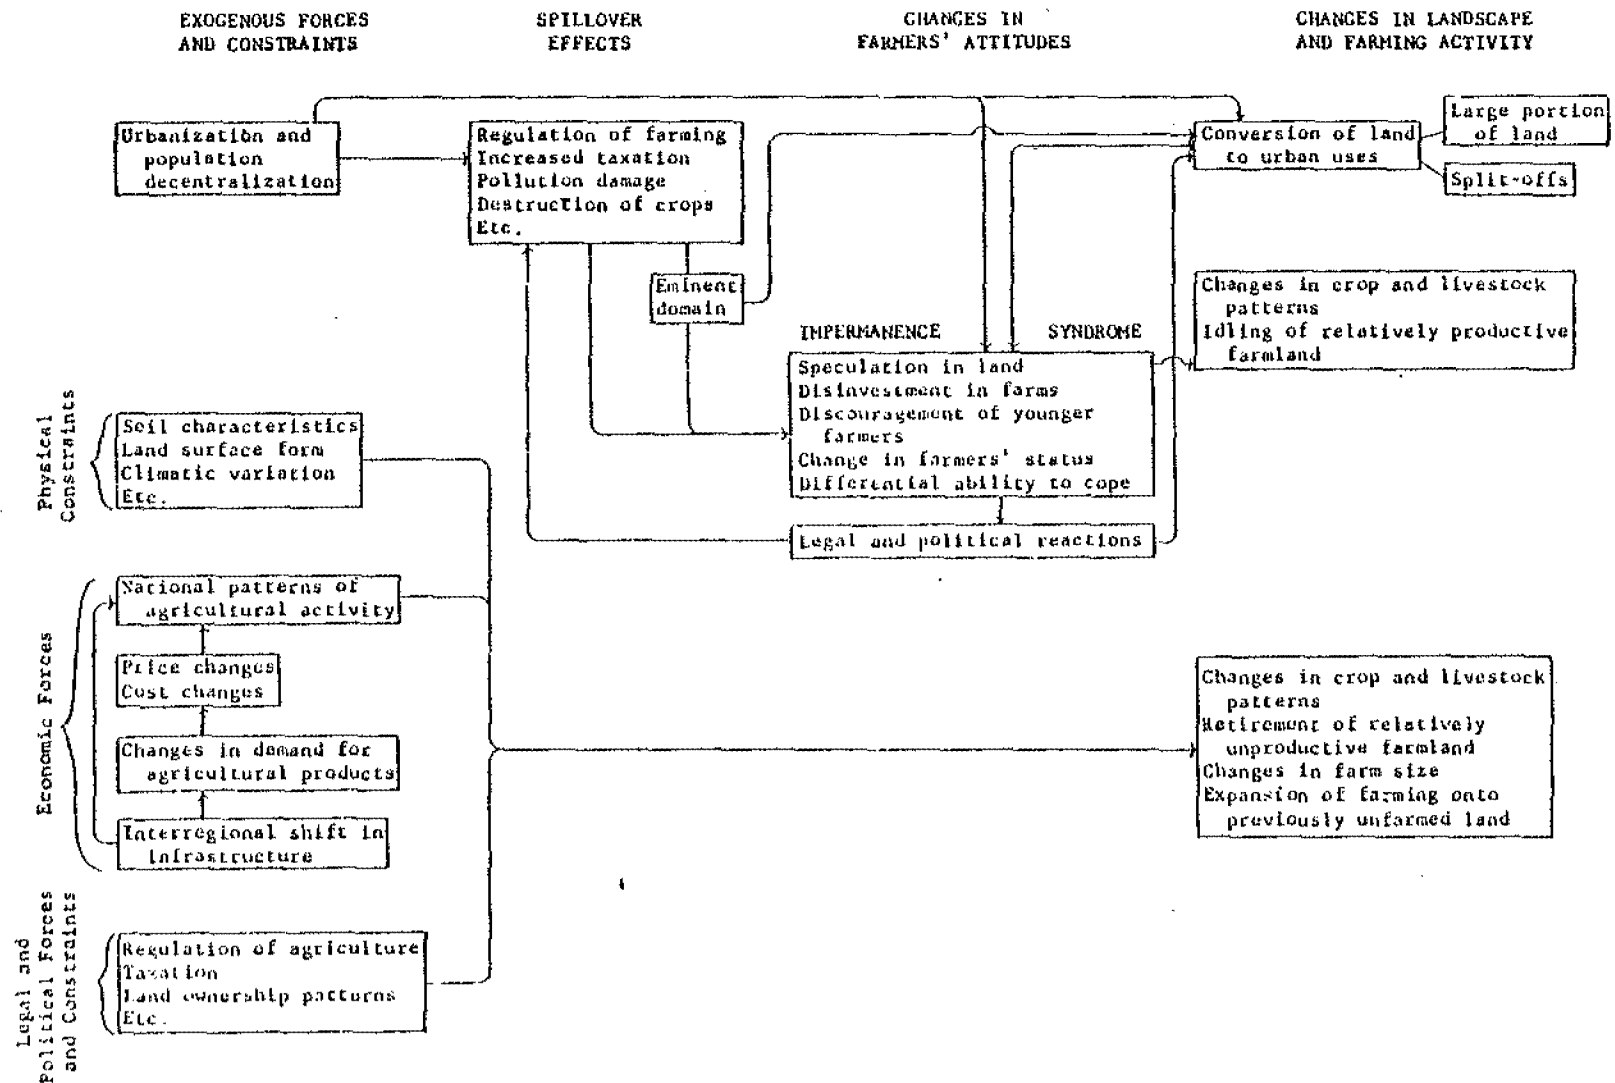 EXOGENOUS FORCES
AND CONSTRAINTS
SPILLOVER
EFFECTS
CHANGES IN
FARMERS' ATTITUDES
CHANGES IN LANDSCAPE
AND FARMING ACTIVITY
Urbanization and
population
decentralization
Regulation of farming
Increased taxation
Pollution damage
Destruction of crops
Etc.
Eminent
domain
Conversion of land
to urban uses
Large portion
of land
Split-offs
Changes in crop and livestock
patterns
Idling of relatively productive
farmland
IMPERMANENCE SYNDROME
Speculation in land
Disinvestment in farms
Discouragement of younger
farmers
Change in farmers' status
Differential ability to cope
Legal and political reactions
Physical
Constraints
Soil characteristics
Land surface form
Climatic variation
Etc.
Economic Forces
National patterns of
agricultural activity
Price changes
Cost changes
Changes in demand for
agricultural products
Interregional shift in
infrastructure
Changes in crop and livestock
patterns
Retirement of relatively
unproductive farmland
Changes in farm size
Expansion of farming onto
previously unfarmed land
Legal and
Political Forces
and Constraints
Regulation of agriculture
Taxation
Land ownership patterns
Etc.